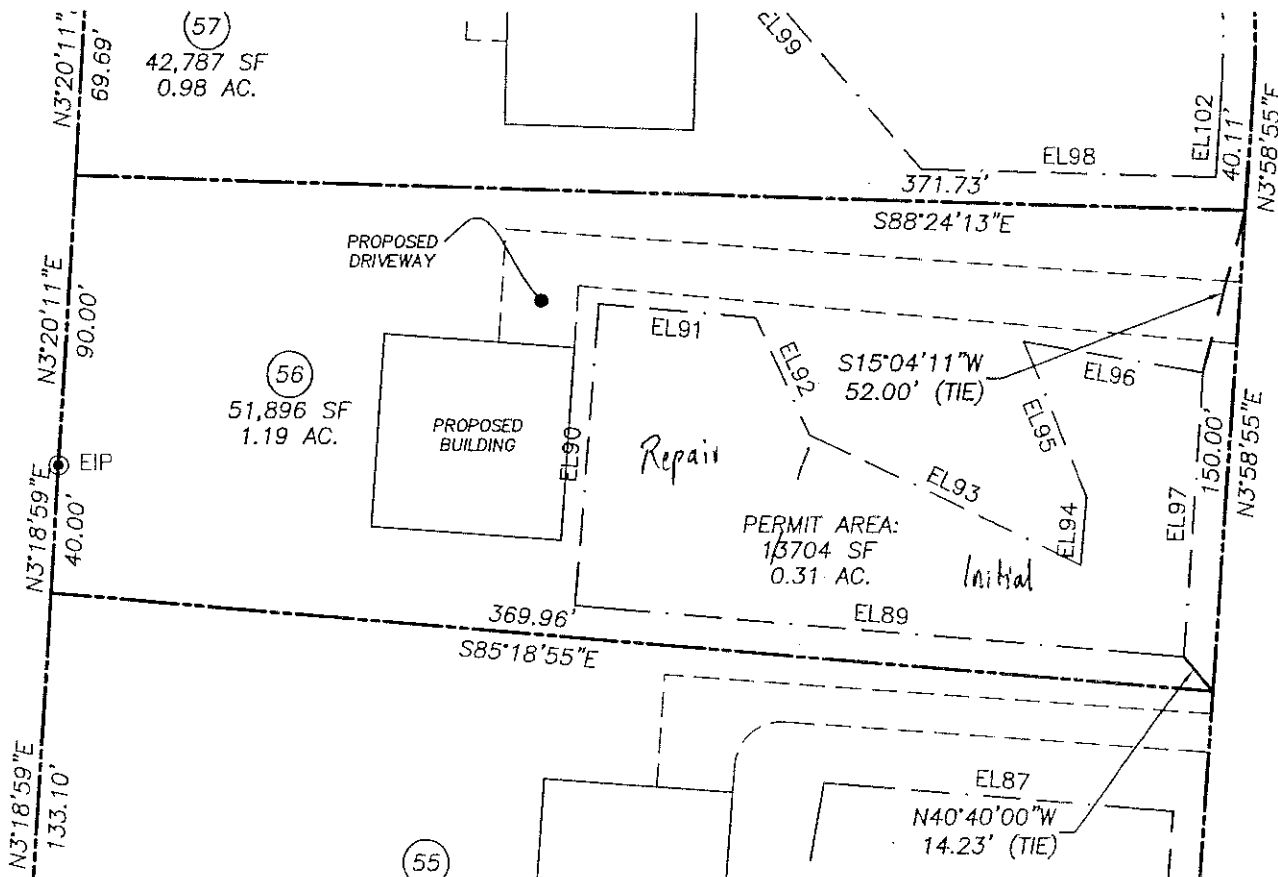 57
42,787 SF
0.98 AC.
N3°20'11"
69.69'
EL99
EL98
EL102
40.11'
N3°58'55"E
371.73'
S88°24'13"E
PROPOSED
DRIVEWAY
N3°20'11"E
90.00'
56
51,896 SF
1.19 AC.
PROPOSED
BUILDING
EL90
EL91
EL92
S15°04'11"W
52.00' (TIE)
EL96
EL95
EL97
150.00'
N3°58'55"E
Repair
EL93
EL94
PERMIT AREA:
13704 SF
0.31 AC.
Initial
EIP
N3°18'59"E
40.00'
369.96'
S85°18'55"E
EL89
EL87
N40°40'00"W
14.23' (TIE)
N3°18'59"E
133.10'
55